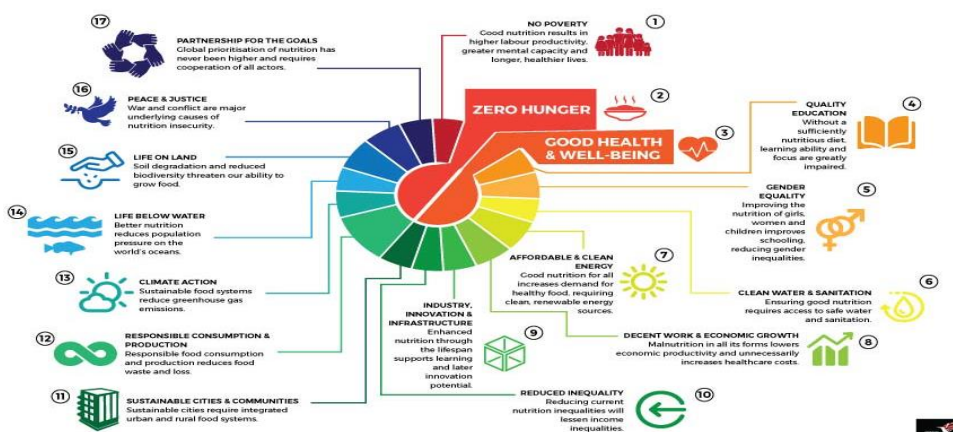 1
NO POVERTY
Good nutrition results in
higher labour productivity,
greater mental capacity and
longer, healthier lives.
2
ZERO HUNGER
3
GOOD HEALTH
& WELL-BEING
4
QUALITY
EDUCATION
Without a
sufficiently
nutritious diet,
learning ability and
focus are greatly
impaired.
5
GENDER
EQUALITY
Improving the
nutrition of girls,
women and
children improves
schooling,
reducing gender
inequalities.
6
CLEAN WATER & SANITATION
Ensuring good nutrition
requires access to safe water
and sanitation.
7
AFFORDABLE & CLEAN
ENERGY
Good nutrition for all
increases demand for
healthy food, requiring
clean, renewable energy
sources.
8
DECENT WORK & ECONOMIC GROWTH
Malnutrition in all its forms lowers
economic productivity and unnecessarily
increases healthcare costs.
9
INDUSTRY,
INNOVATION &
INFRASTRUCTURE
Enhanced
nutrition through
the lifespan
supports learning
and later
innovation
potential.
10
REDUCED INEQUALITY
Reducing current
nutrition inequalities will
lessen income
inequalities.
11
SUSTAINABLE CITIES & COMMUNITIES
Sustainable cities require integrated
urban and rural food systems.
12
RESPONSIBLE CONSUMPTION &
PRODUCTION
Responsible food consumption
and production reduces food
waste and loss.
13
CLIMATE ACTION
Sustainable food systems
reduce greenhouse gas
emissions.
14
LIFE BELOW WATER
Better nutrition
reduces population
pressure on the
world's oceans.
15
LIFE ON LAND
Soil degradation and reduced
biodiversity threaten our ability to
grow food.
16
PEACE & JUSTICE
War and conflict are major
underlying causes of
nutrition insecurity.
17
PARTNERSHIP FOR THE GOALS
Global prioritisation of nutrition has
never been higher and requires
cooperation of all actors.